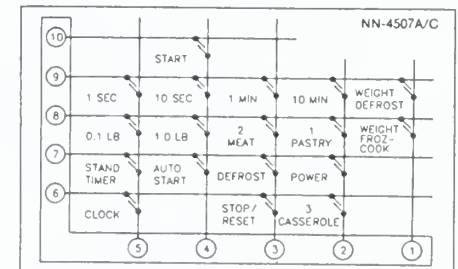 NN-4507A/C
10
START
9
1 SEC 10 SEC 1 MIN 10 MIN WEIGHT DEFROST
8
0.1 LB 1 0 LB 2 MEAT 1 PASTRY WEIGHT FROZ-COOK
7
STAND TIMER AUTO START DEFROST POWER
6
CLOCK STOP/RESET 3 CASSEROLE
5 4 3 2 1